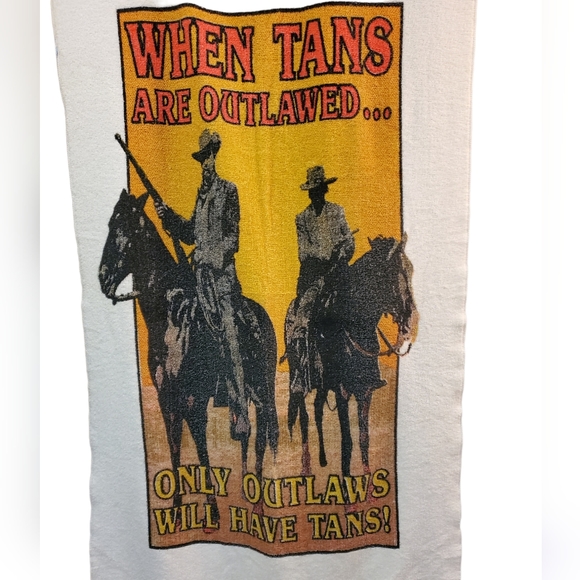 WHEN TANS
ARE OUTLAWED...
ONLY OUTLAWS
WILL HAVE TANS!